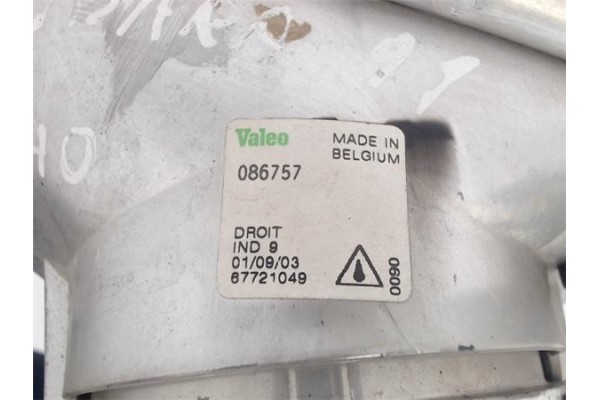 Valeo
MADE IN
BELGIUM
086757
DROIT
IND 9
01/09/03
67721049
0090